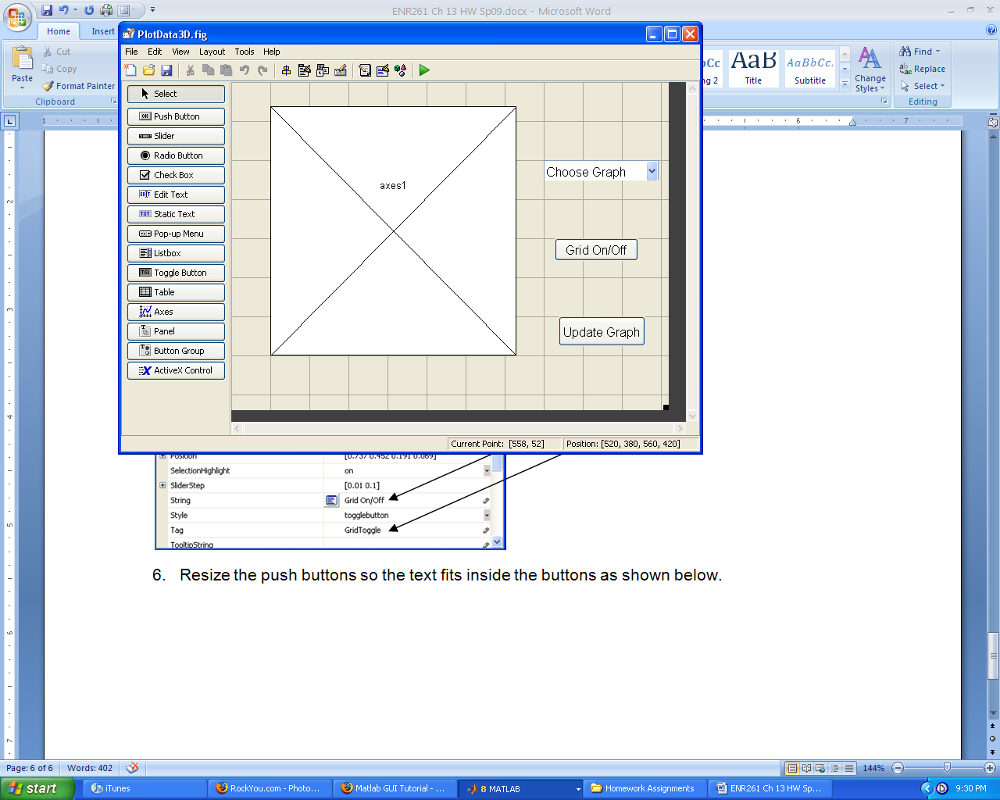 ENR261 Ch 13 HW Sp09.docx - Microsoft Word
Home
Insert
Paste
Cut
Copy
Format Painter
Clipboard
Title
Subtitle
Change
Styles
Find
Replace
Select
Editing
PlotData3D.fig
File Edit View Layout Tools Help
Select
Push Button
Slider
Radio Button
Check Box
Edit Text
Static Text
Pop-up Menu
Listbox
Toggle Button
Table
Axes
Panel
Button Group
ActiveX Control
axes1
Choose Graph
Grid On/Off
Update Graph
Current Point: [558, 52]
Position: [520, 380, 560, 420]
Position [0.737 0.452 0.191 0.069]
SelectionHighlight on
SliderStep [0.01 0.1]
String Grid On/Off
Style togglebutton
Tag GridToggle
TooltipString
6. Resize the push buttons so the text fits inside the buttons as shown below.
Page: 6 of 6 Words: 402
144%
start
iTunes
RockYou.com - Photo...
Matlab GUI Tutorial - ...
8 MATLAB
Homework Assignments
ENR261 Ch 13 HW Sp...
9:30 PM